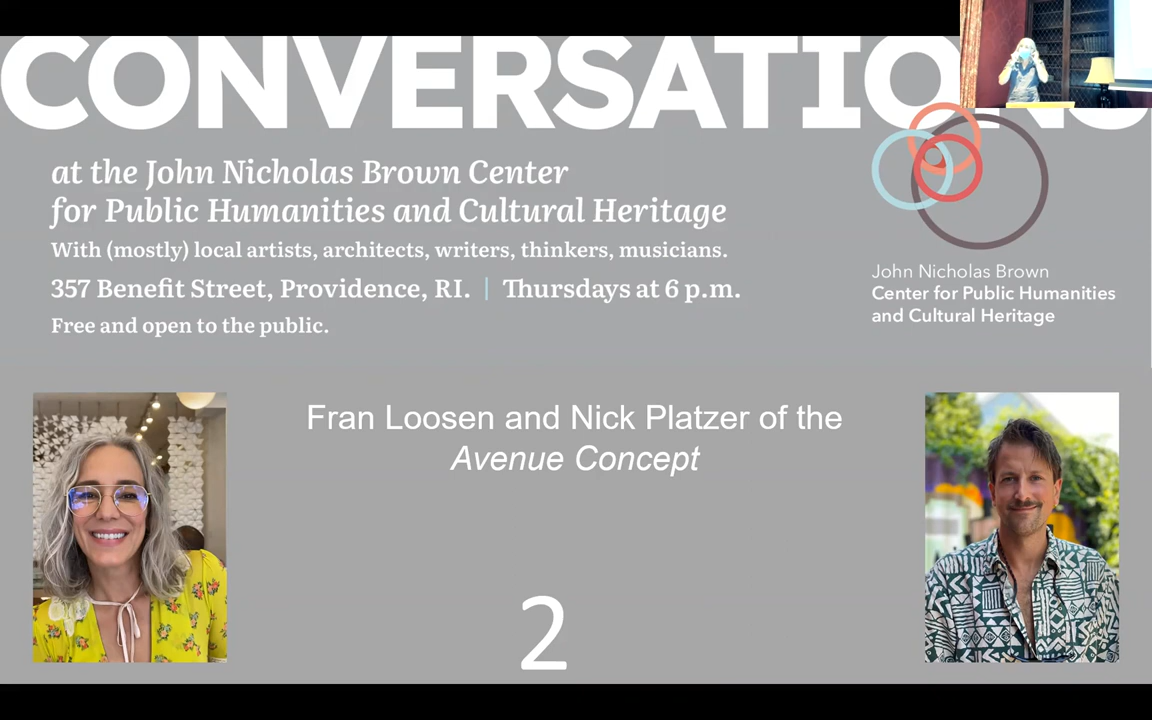 CONVERSATIONS
at the John Nicholas Brown Center
for Public Humanities and Cultural Heritage
With (mostly) local artists, architects, writers, thinkers, musicians.
357 Benefit Street, Providence, RI. | Thursdays at 6 p.m.
Free and open to the public.
John Nicholas Brown
Center for Public Humanities
and Cultural Heritage
Fran Loosen and Nick Platzer of the
Avenue Concept
2